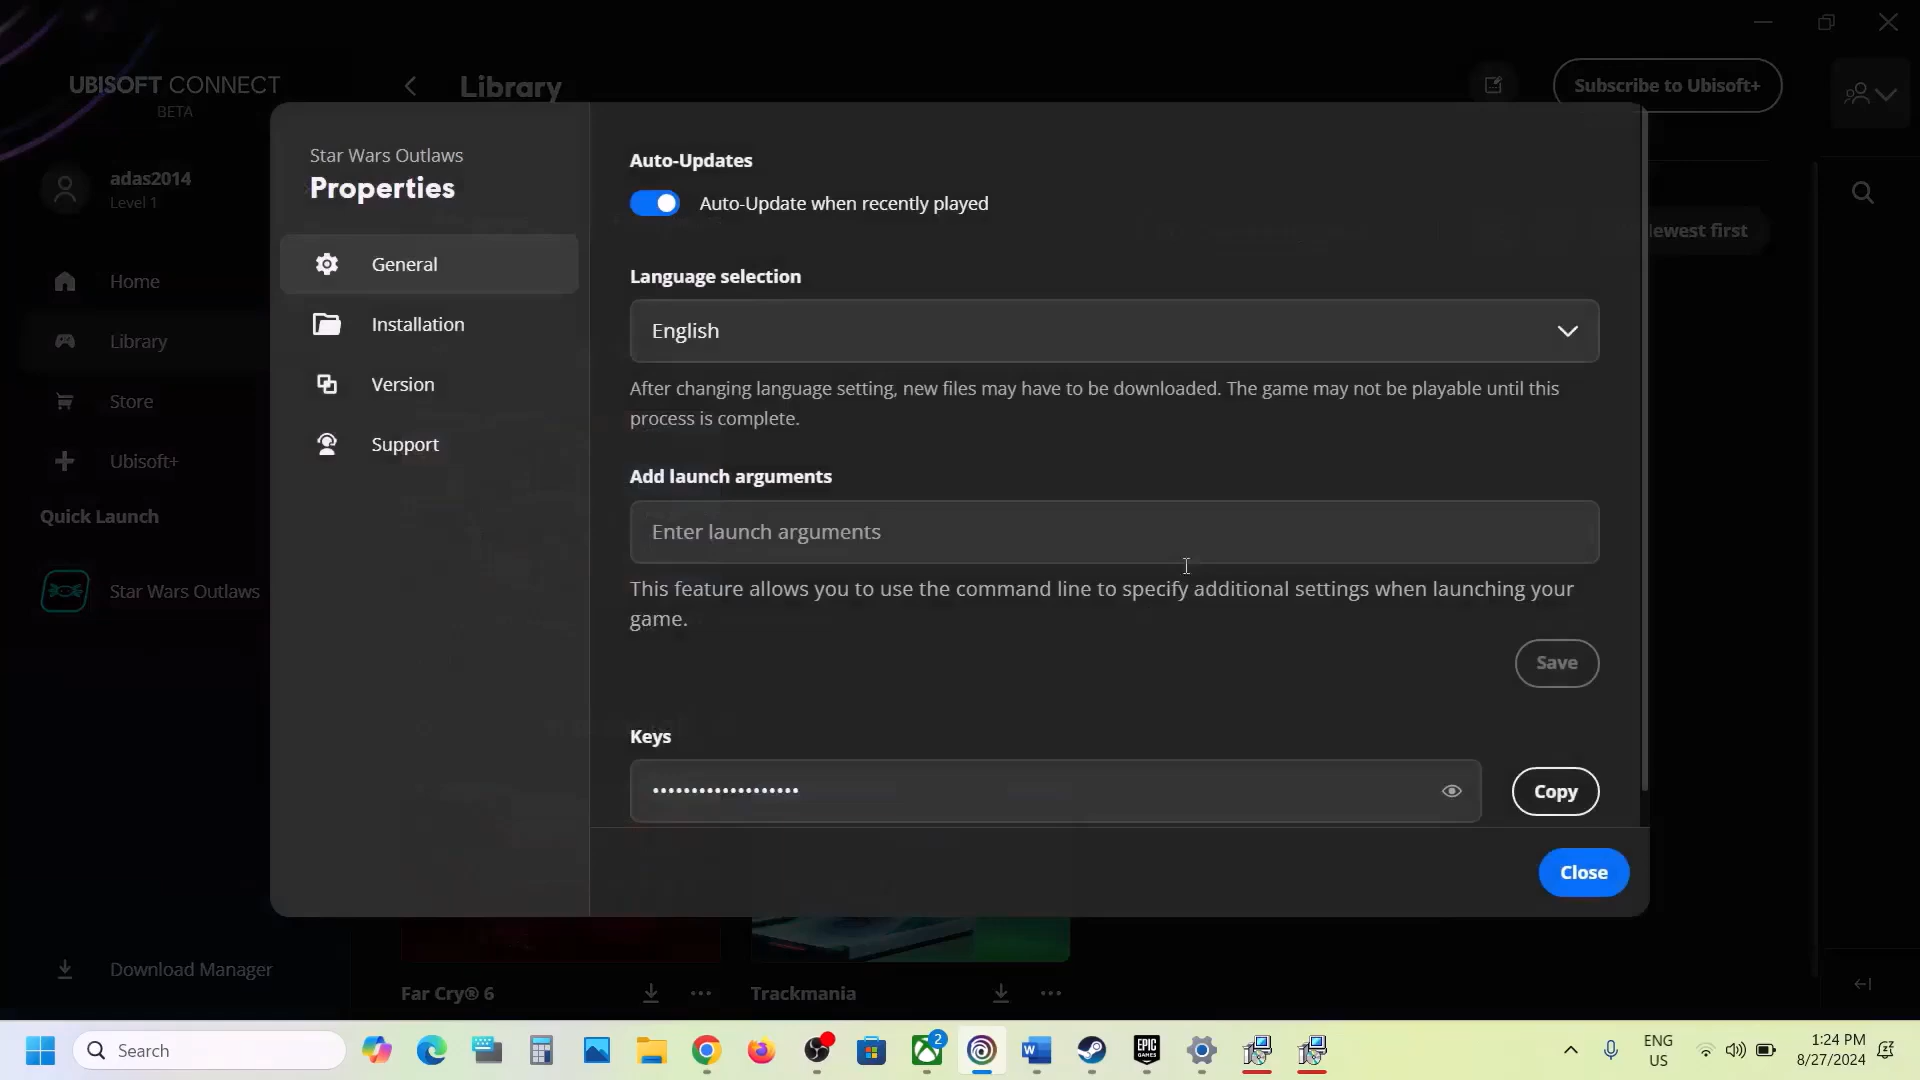 UBISOFT CONNECT
BETA
Library
Subscribe to Ubisoft+
adas2014
Level 1
Home
Library
Store
Ubisoft+
Quick Launch
Star Wars Outlaws
Download Manager
Star Wars Outlaws
Properties
General
Installation
Version
Support
Auto-Updates
Auto-Update when recently played
Language selection
English
After changing language setting, new files may have to be downloaded. The game may not be playable until this
process is complete.
Add launch arguments
Enter launch arguments
This feature allows you to use the command line to specify additional settings when launching your
game.
Save
Keys
Copy
Close
first
Far Cry® 6
Trackmania
Search
2
EPIC
GAMES
ENG
US
1:24 PM
8/27/2024